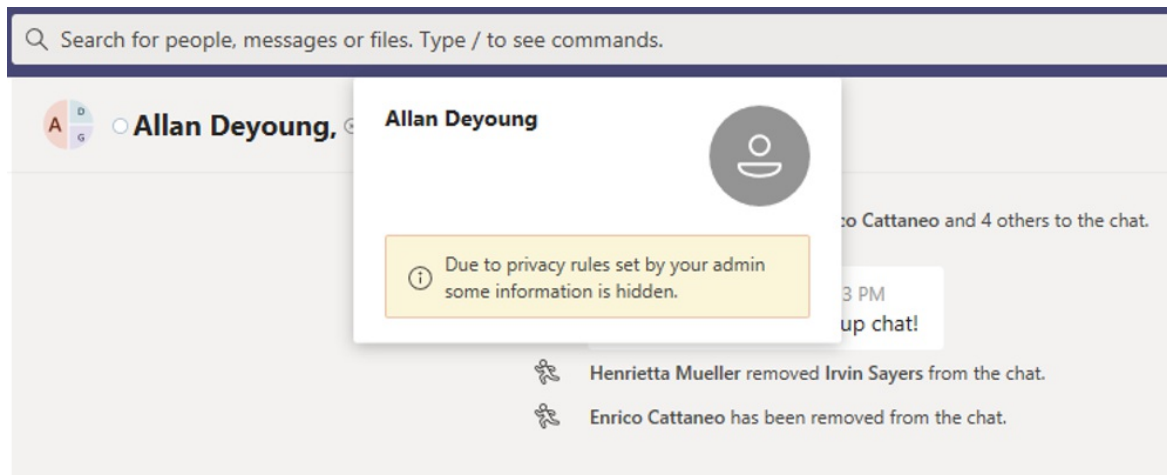 Search for people, messages or files. Type / to see commands.
A D G
Allan Deyoung,
Allan Deyoung
Due to privacy rules set by your admin
some information is hidden.
Cattaneo and 4 others to the chat.
3 PM
up chat!
Henrietta Mueller removed Irvin Sayers from the chat.
Enrico Cattaneo has been removed from the chat.